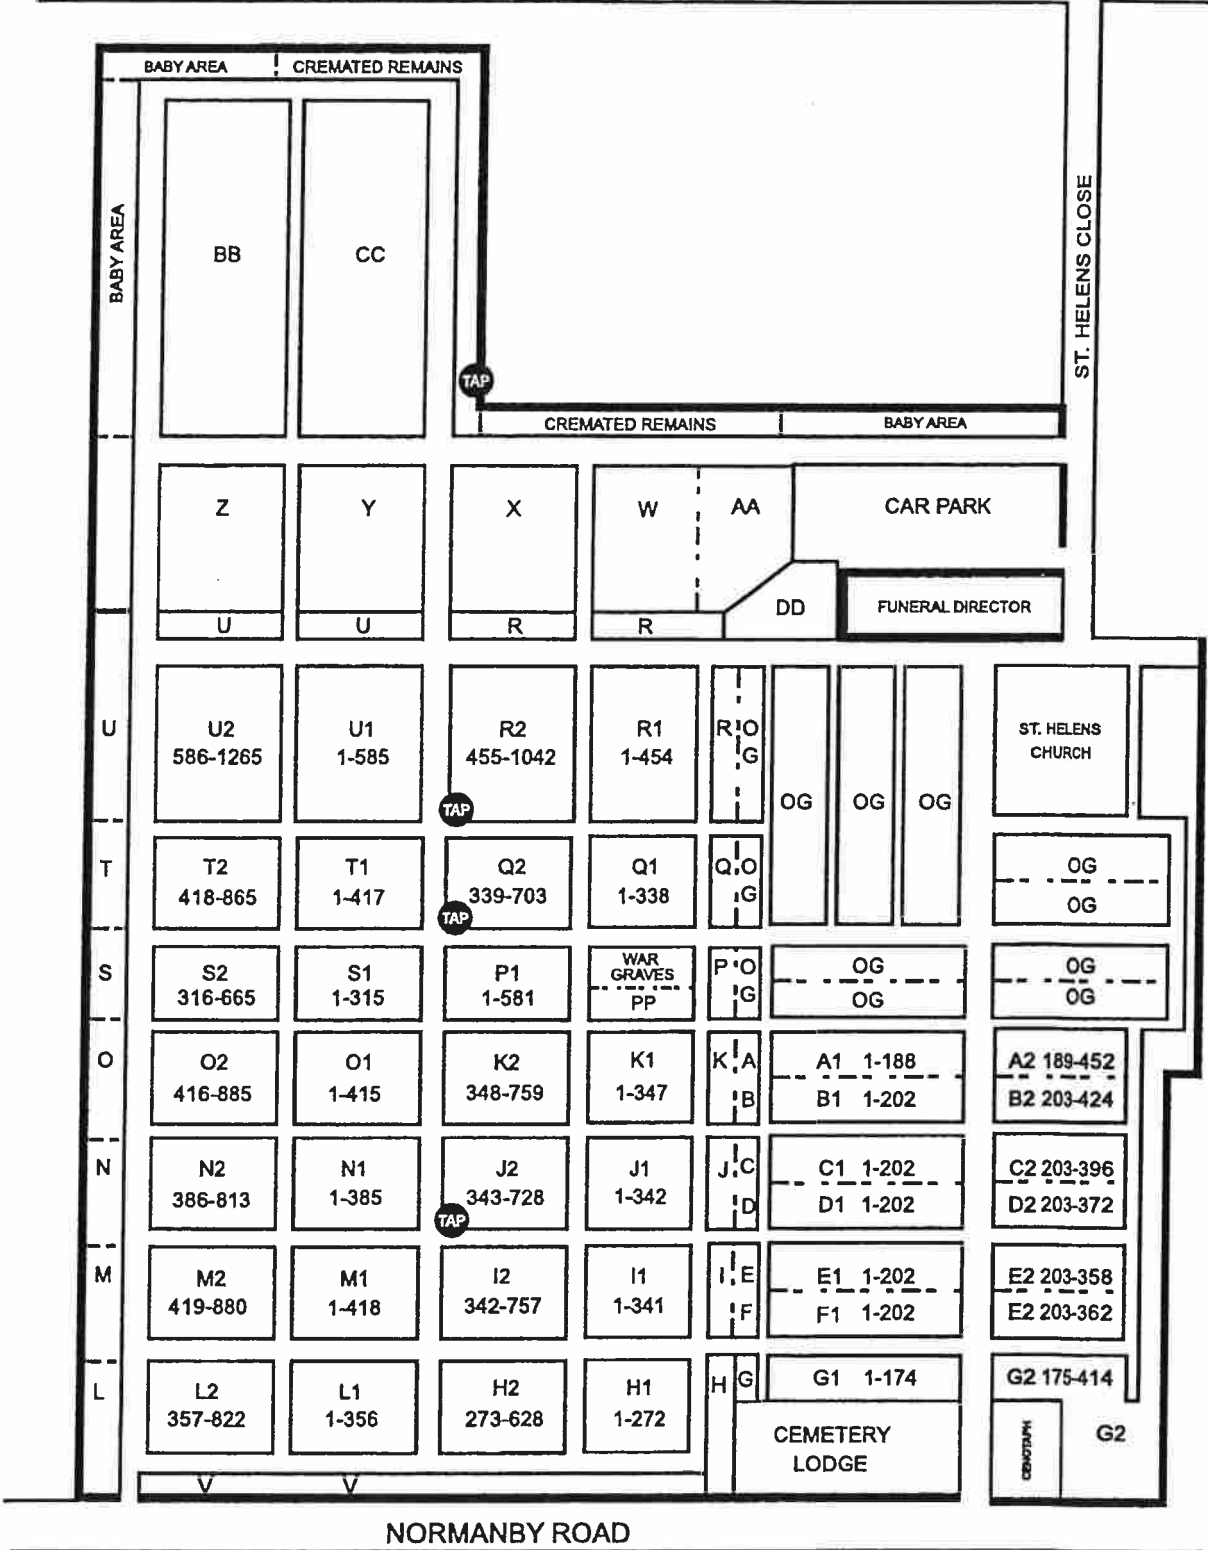 BABY AREA
CREMATED REMAINS
BABY AREA
BB
CC
ST. HELENS CLOSE
TAP
CREMATED REMAINS
BABY AREA
Z
Y
X
W
AA
CAR PARK
DD
FUNERAL DIRECTOR
U
U
R
R
U
U2
586-1265
U1
1-585
R2
455-1042
R1
1-454
R
O
G
OG
OG
OG
ST. HELENS
CHURCH
TAP
T
T2
418-865
T1
1-417
Q2
339-703
Q1
1-338
Q
O
G
OG
OG
TAP
S
S2
316-665
S1
1-315
P1
1-581
WAR
GRAVES
PP
P
O
G
OG
OG
OG
OG
O
O2
416-885
O1
1-415
K2
348-759
K1
1-347
K
A
B
A1 1-188
B1 1-202
A2 189-452
B2 203-424
N
N2
386-813
N1
1-385
J2
343-728
J1
1-342
J
C
D
C1 1-202
D1 1-202
C2 203-396
D2 203-372
TAP
M
M2
419-880
M1
1-418
I2
342-757
I1
1-341
I
E
F
E1 1-202
F1 1-202
E2 203-358
E2 203-362
L
L2
357-822
L1
1-356
H2
273-628
H1
1-272
H
G
G1 1-174
G2 175-414
CEMETERY
LODGE
CENOTAPH
G2
V
V
NORMANBY ROAD